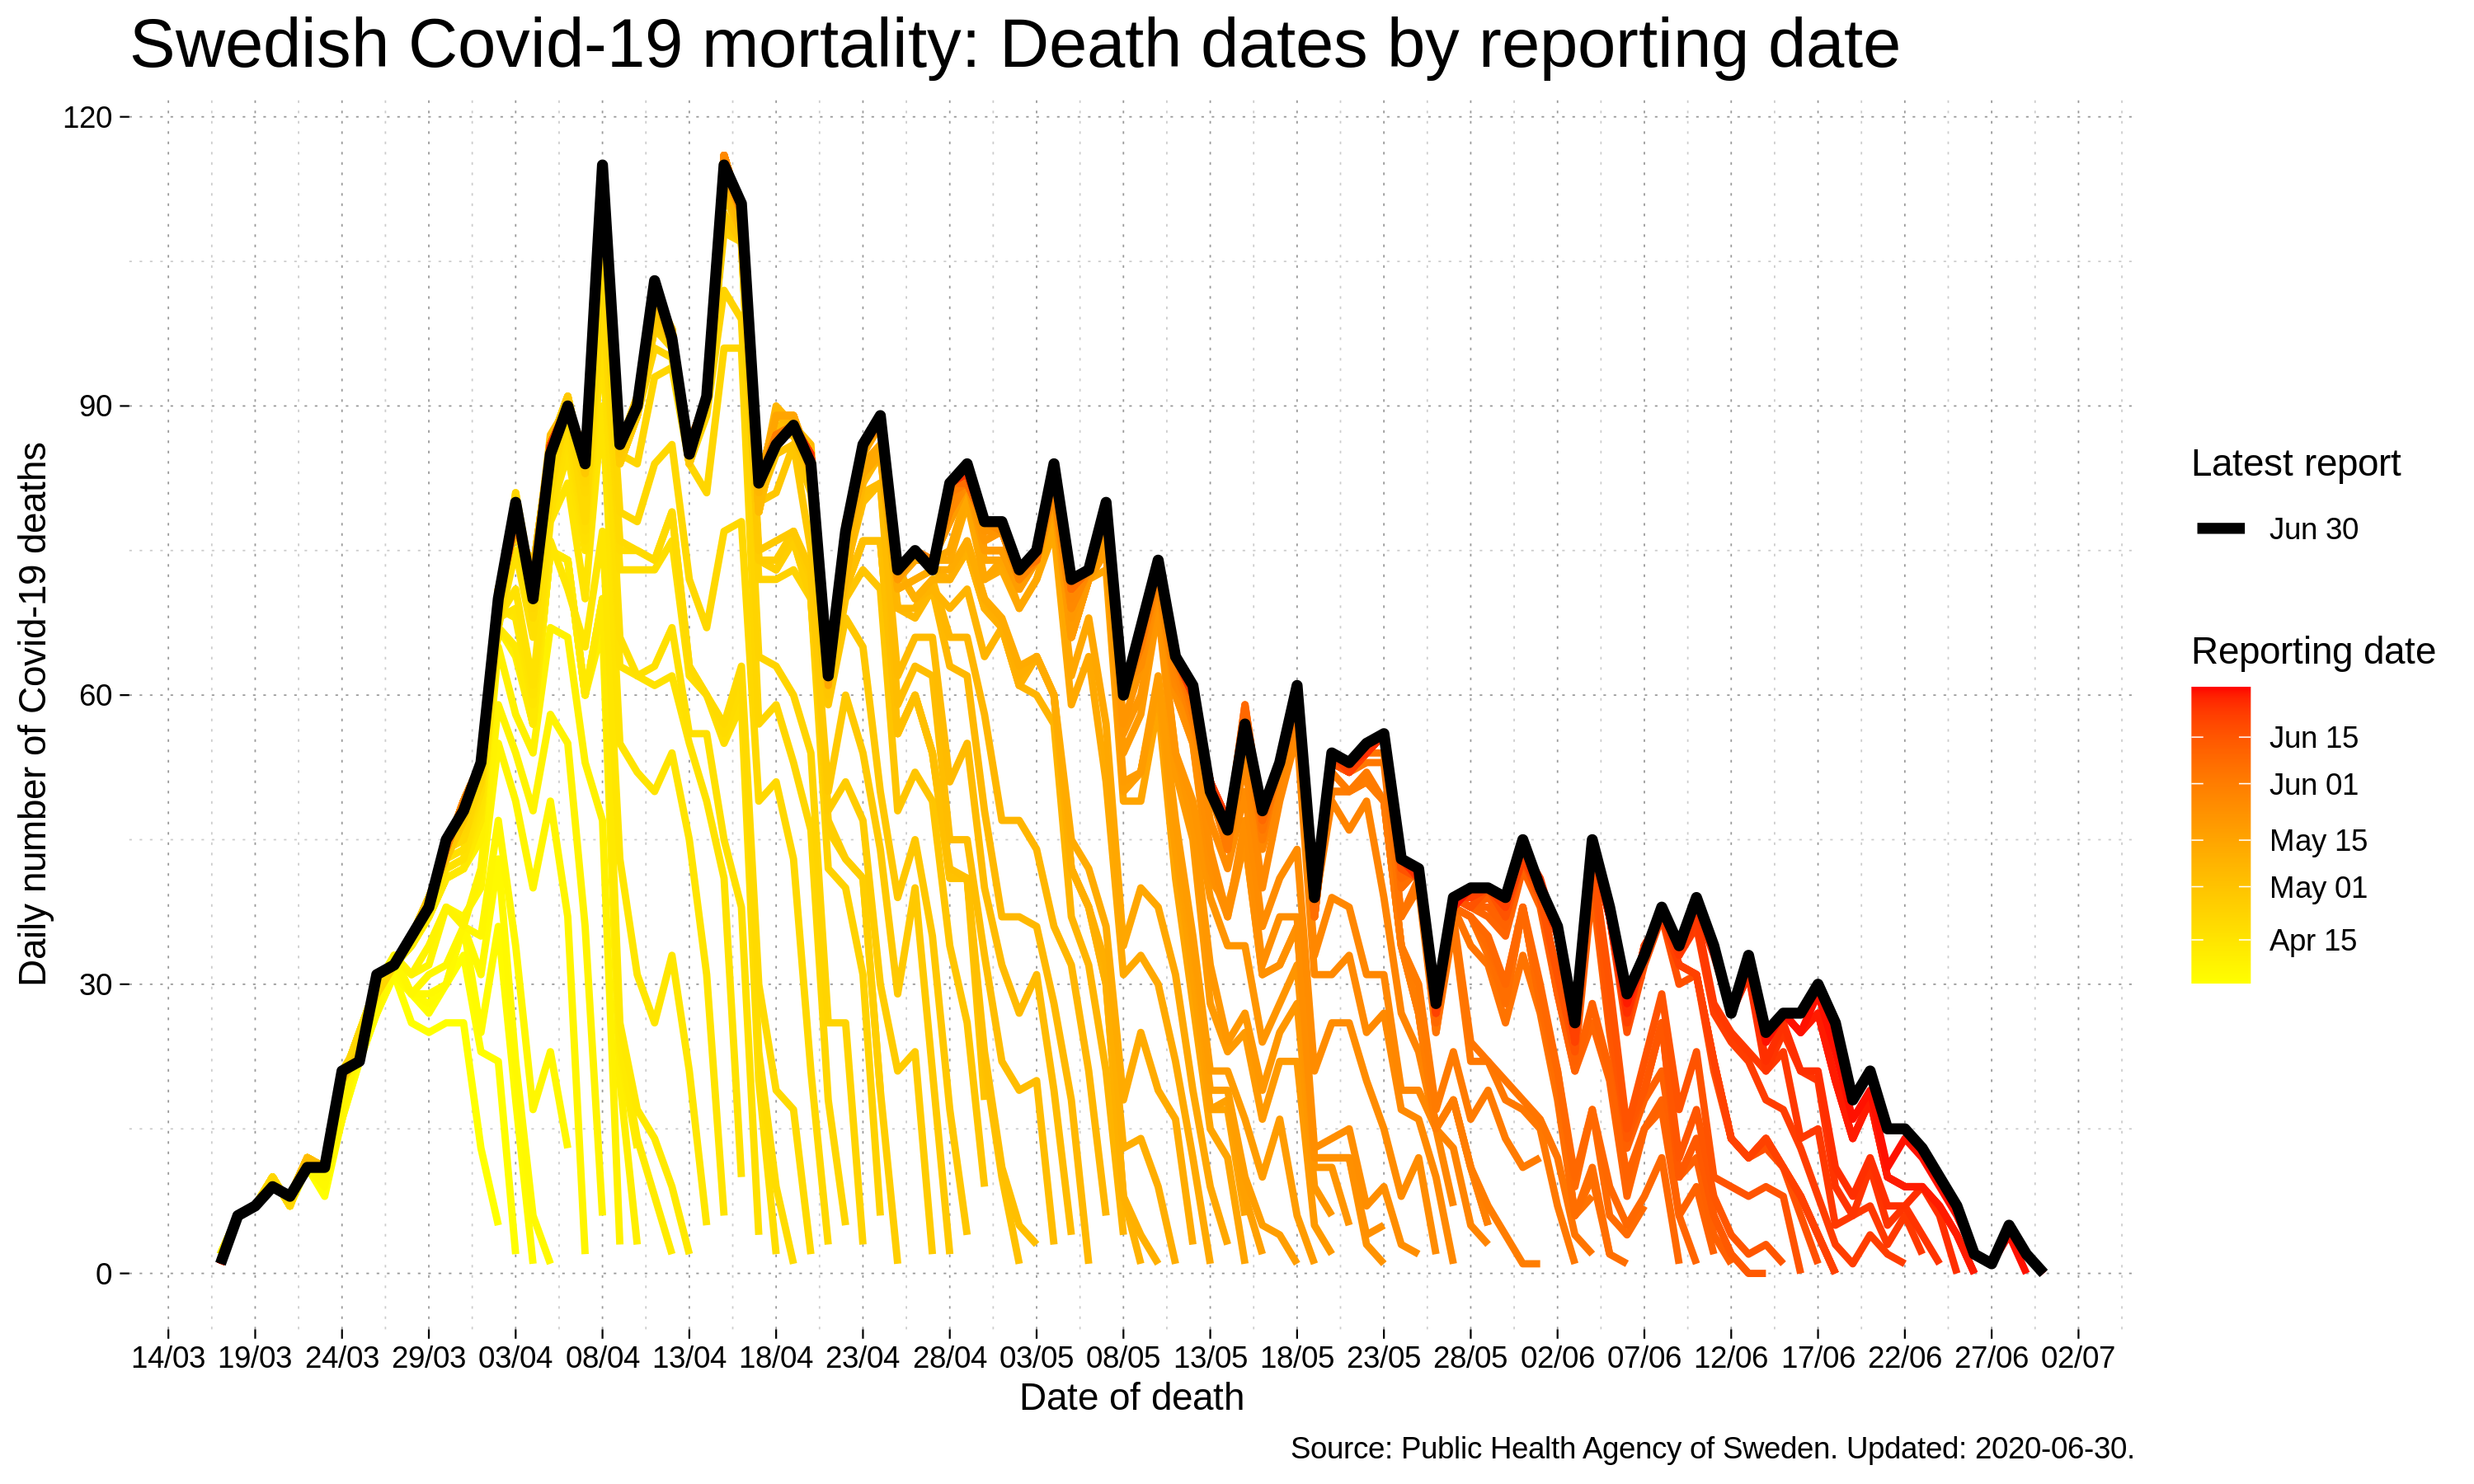 Swedish Covid-19 mortality: Death dates by reporting date
Daily number of Covid-19 deaths
120
90
60
30
0
14/03 19/03 24/03 29/03 03/04 08/04 13/04 18/04 23/04 28/04 03/05 08/05 13/05 18/05 23/05 28/05 02/06 07/06 12/06 17/06 22/06 27/06 02/07
Date of death
Latest report
Jun 30
Reporting date
Jun 15
Jun 01
May 15
May 01
Apr 15
Source: Public Health Agency of Sweden. Updated: 2020-06-30.